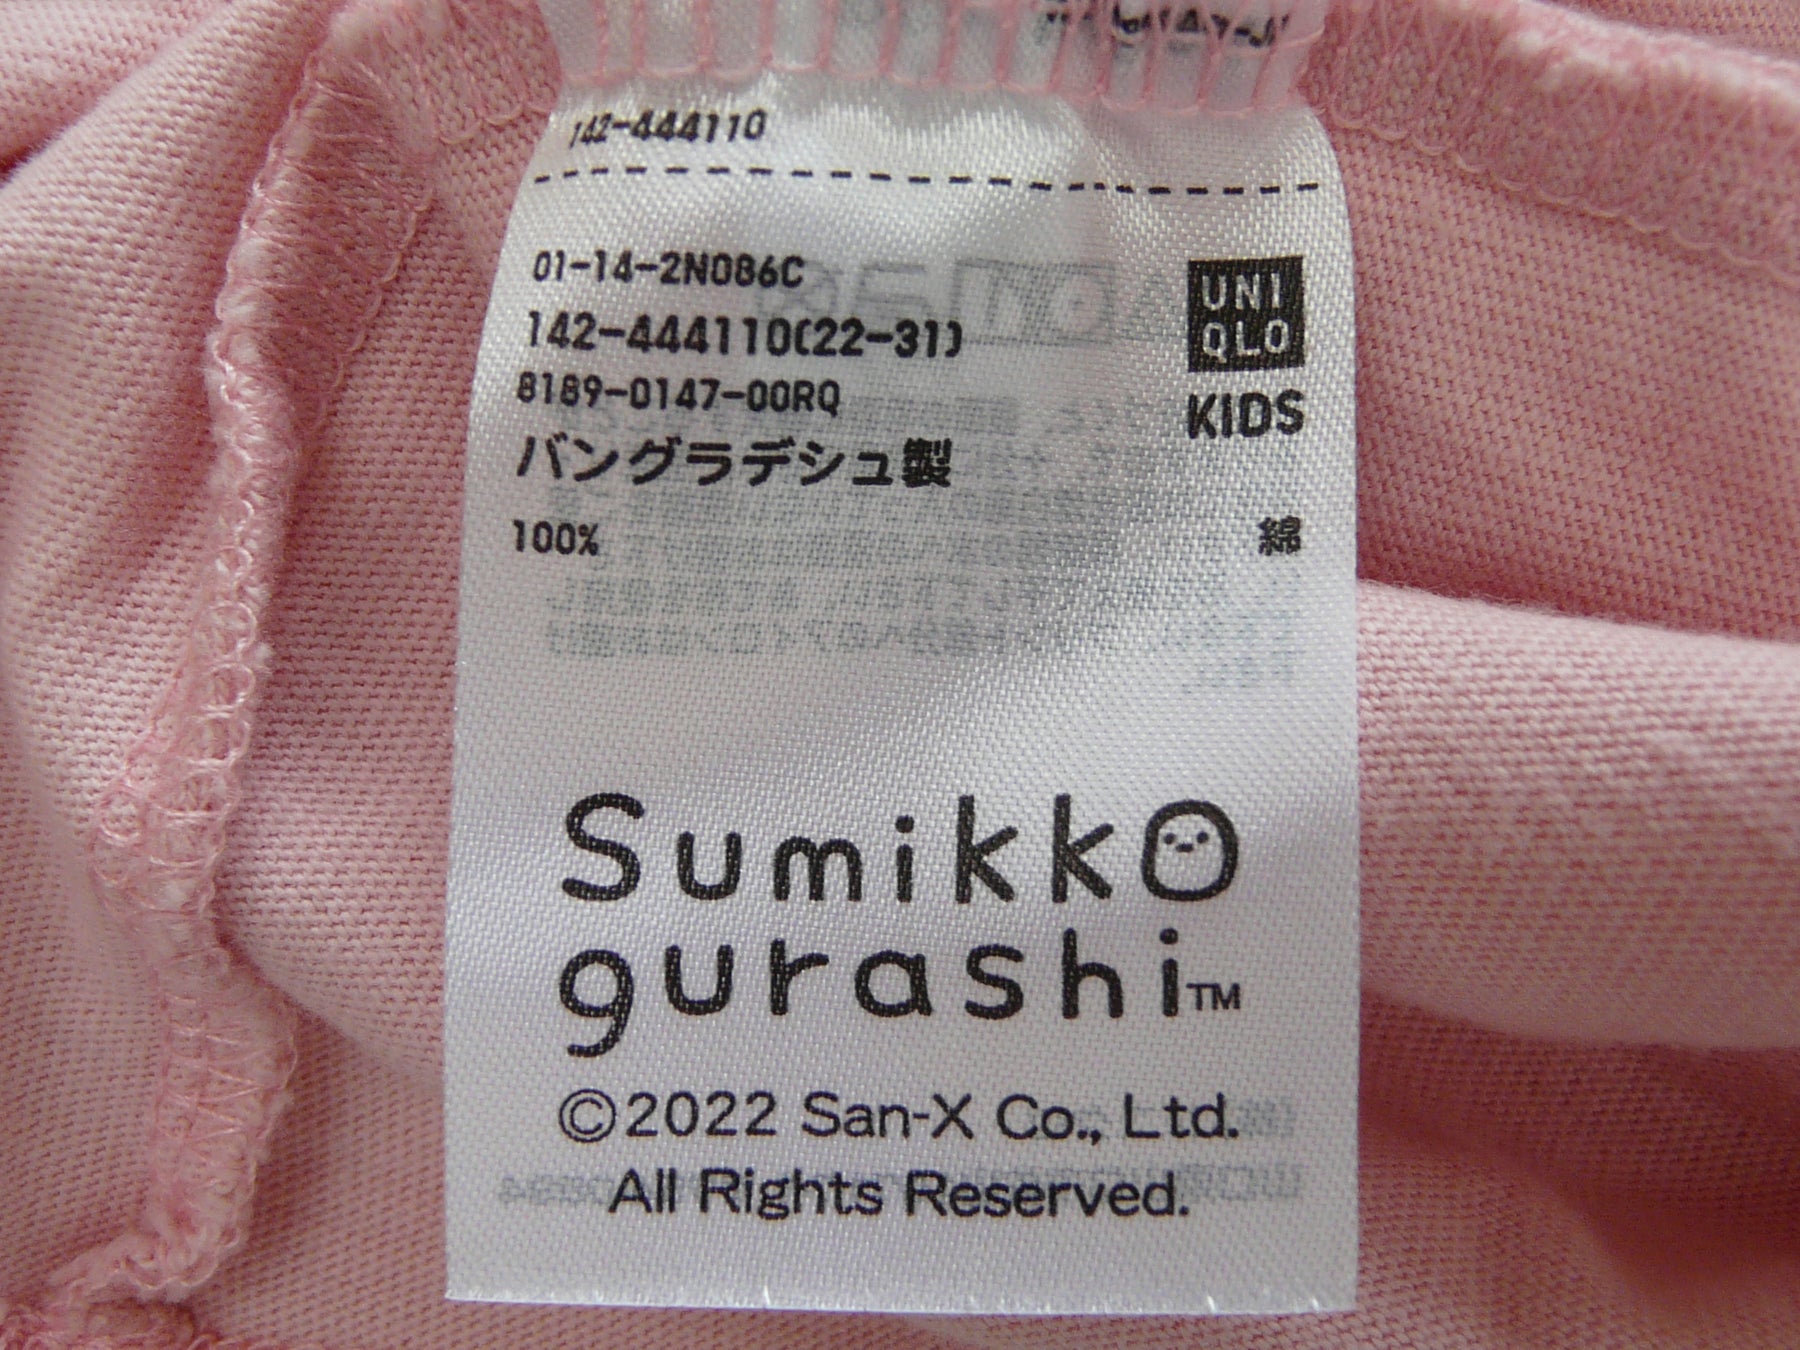 142-444110
01-14-2N086C
142-444110(22-31)
8189-0147-00RQ
バングラデシュ製
100% 綿
UNI
QLO
KIDS
Sumikko
gurashi™
©2022 San-X Co., Ltd.
All Rights Reserved.